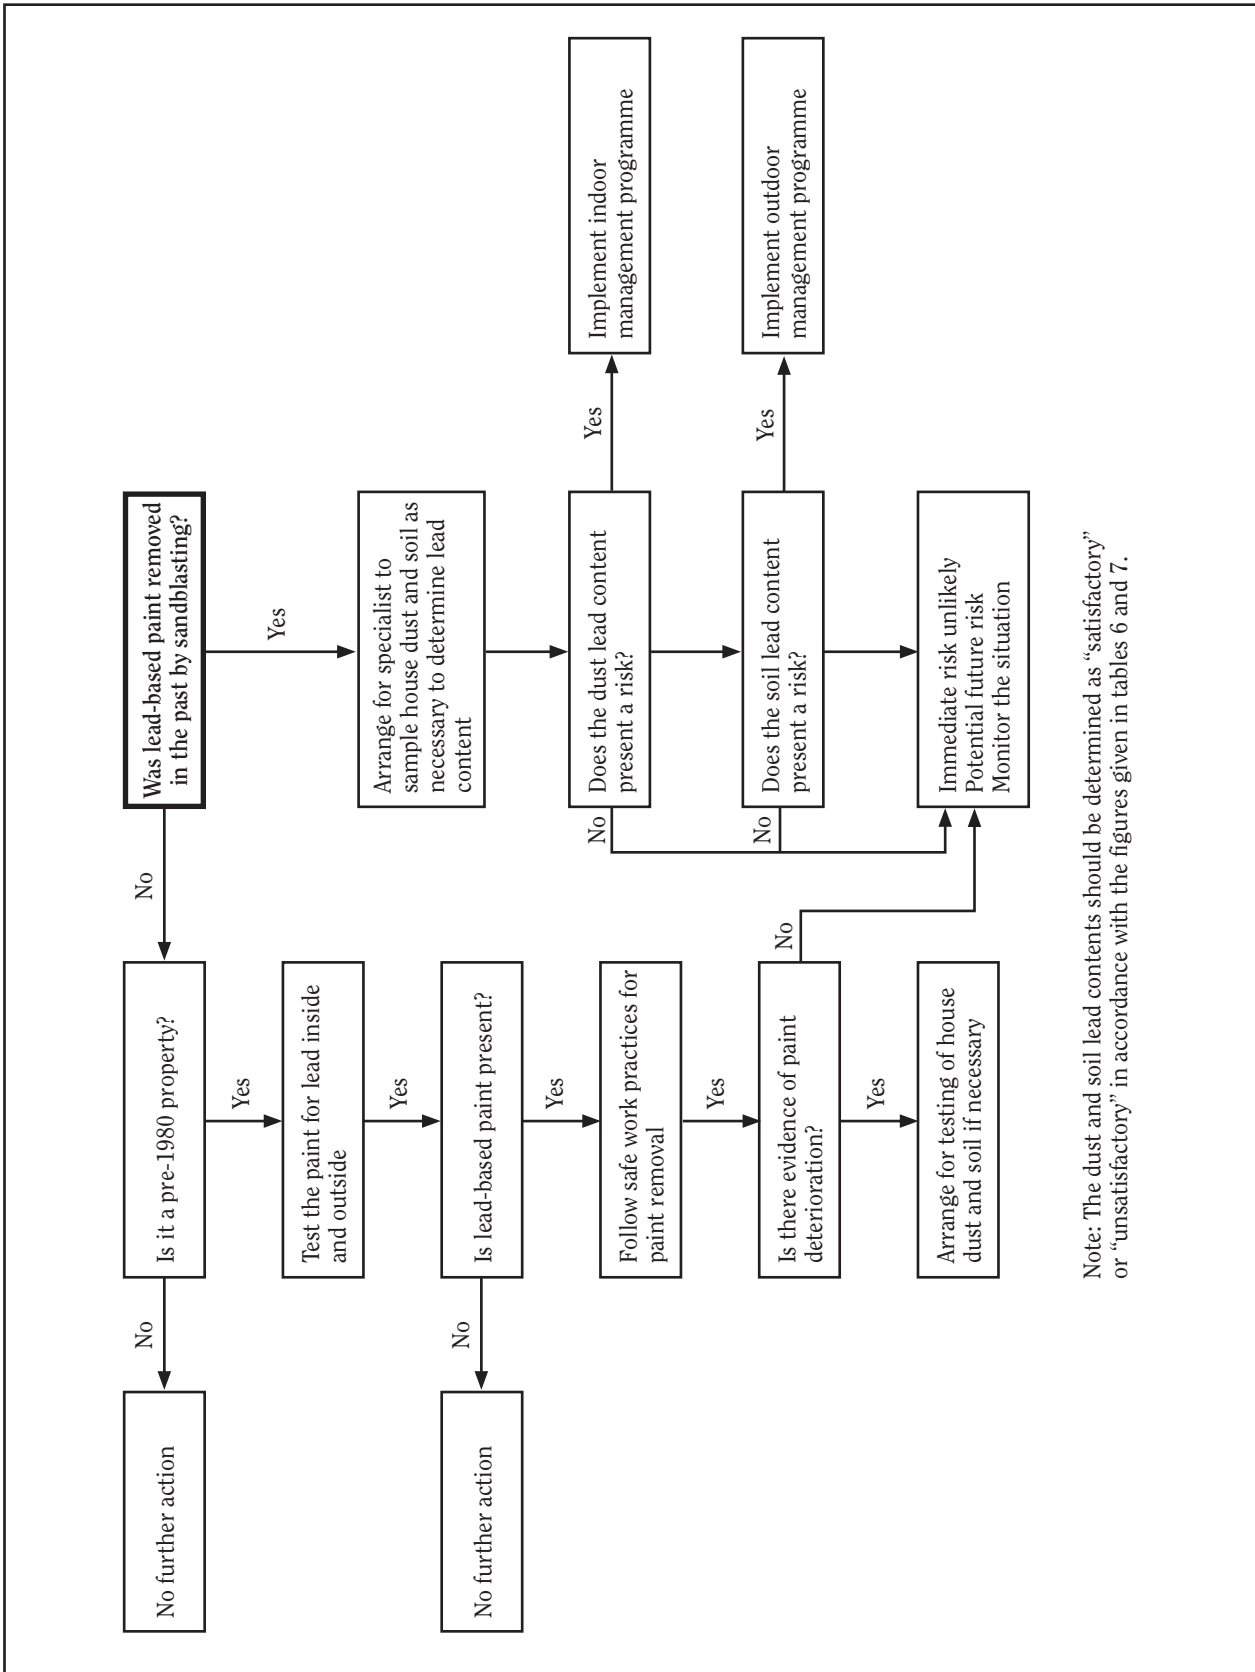 Was lead-based paint removed
in the past by sandblasting?
No
Yes
Is it a pre-1980 property?
No
No further action
Yes
Test the paint for lead inside
and outside
Yes
Is lead-based paint present?
No
No further action
Yes
Follow safe work practices for
paint removal
Yes
Is there evidence of paint
deterioration?
No
Yes
Arrange for testing of house
dust and soil if necessary
Arrange for specialist to
sample house dust and soil as
necessary to determine lead
content
Does the dust lead content
present a risk?
No
Yes
Implement indoor
management programme
Does the soil lead content
present a risk?
No
Yes
Implement outdoor
management programme
Immediate risk unlikely
Potential future risk
Monitor the situation
Note: The dust and soil lead contents should be determined as “satisfactory”
or “unsatisfactory” in accordance with the figures given in tables 6 and 7.